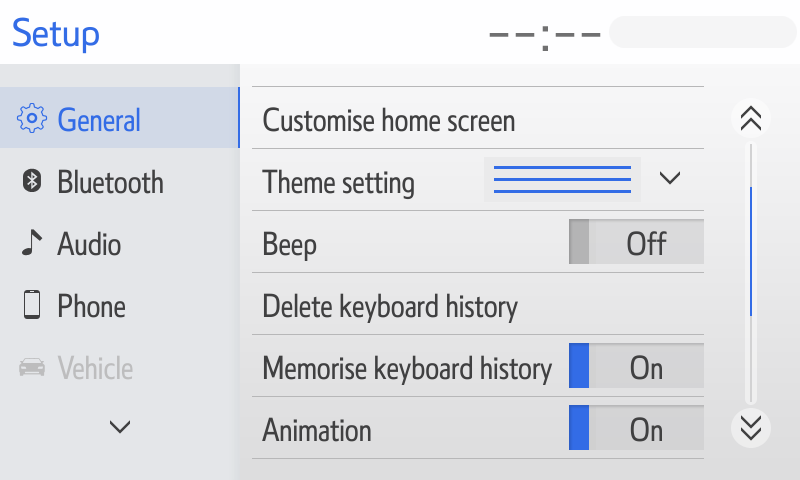 Setup
--:--
General
Bluetooth
Audio
Phone
Vehicle
Customise home screen
Theme setting
Beep Off
Delete keyboard history
Memorise keyboard history On
Animation On